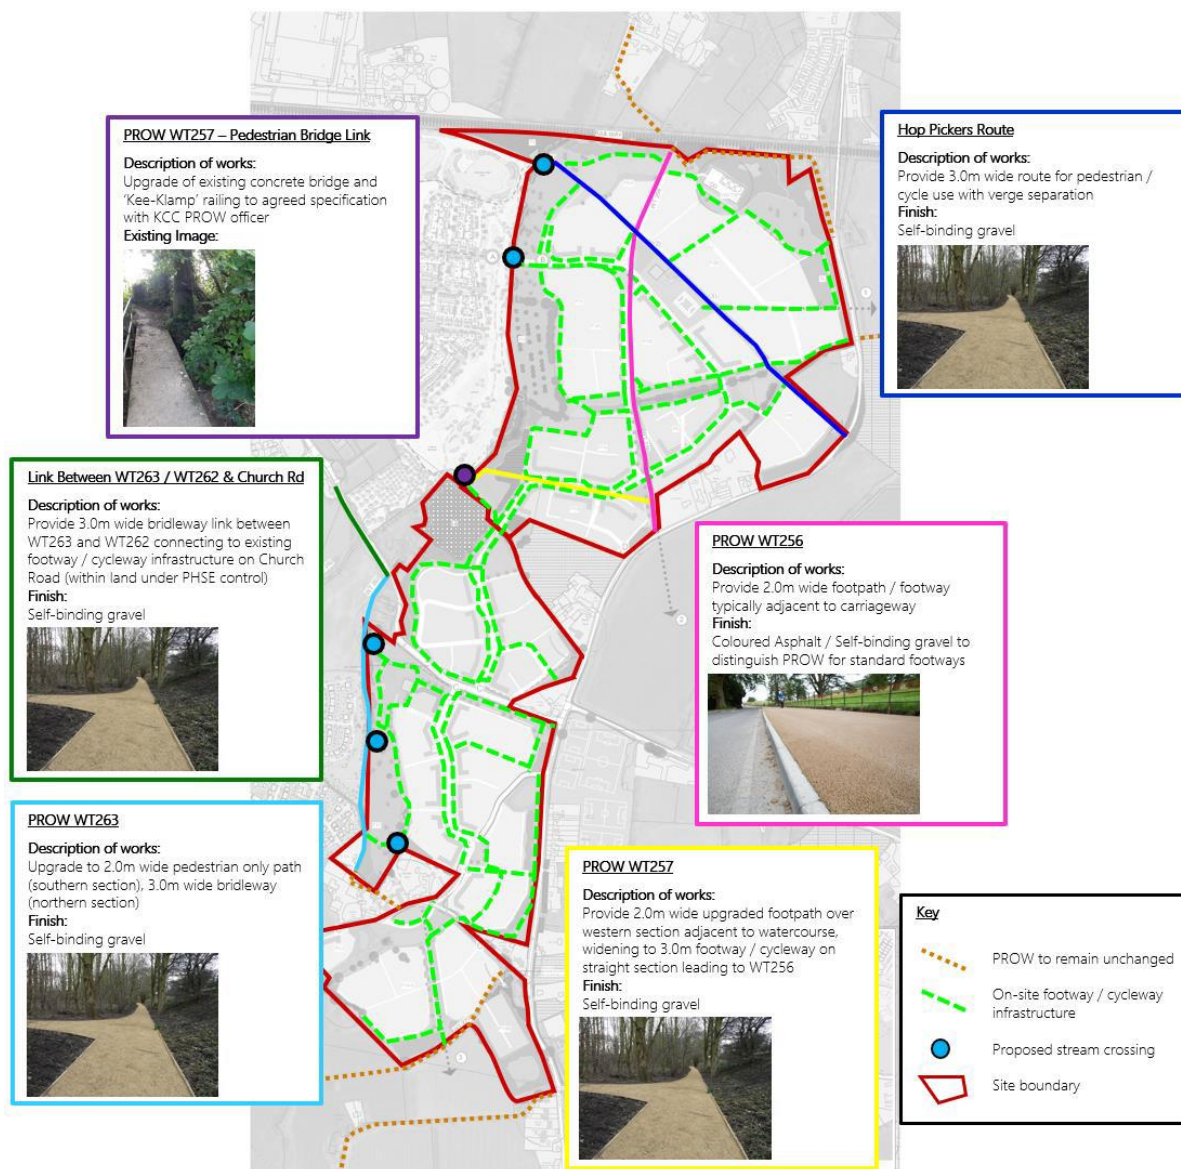 PROW WT257 – Pedestrian Bridge Link
Description of works:
Upgrade of existing concrete bridge and
‘Kee-Klamp’ railing to agreed specification
with KCC PROW officer
Existing Image:
Hop Pickers Route
Description of works:
Provide 3.0m wide route for pedestrian /
cycle use with verge separation
Finish:
Self-binding gravel
Link Between WT263 / WT262 & Church Rd
Description of works:
Provide 3.0m wide bridleway link between
WT263 and WT262 connecting to existing
footway / cycleway infrastructure on Church
Road (within land under PHSE control)
Finish:
Self-binding gravel
PROW WT256
Description of works:
Provide 2.0m wide footpath / footway
typically adjacent to carriageway
Finish:
Coloured Asphalt / Self-binding gravel to
distinguish PROW for standard footways
PROW WT263
Description of works:
Upgrade to 2.0m wide pedestrian only path
(southern section), 3.0m wide bridleway
(northern section)
Finish:
Self-binding gravel
PROW WT257
Description of works:
Provide 2.0m wide upgraded footpath over
western section adjacent to watercourse,
widening to 3.0m footway / cycleway on
straight section leading to WT256
Finish:
Self-binding gravel
Key
PROW to remain unchanged
On-site footway / cycleway
infrastructure
Proposed stream crossing
Site boundary